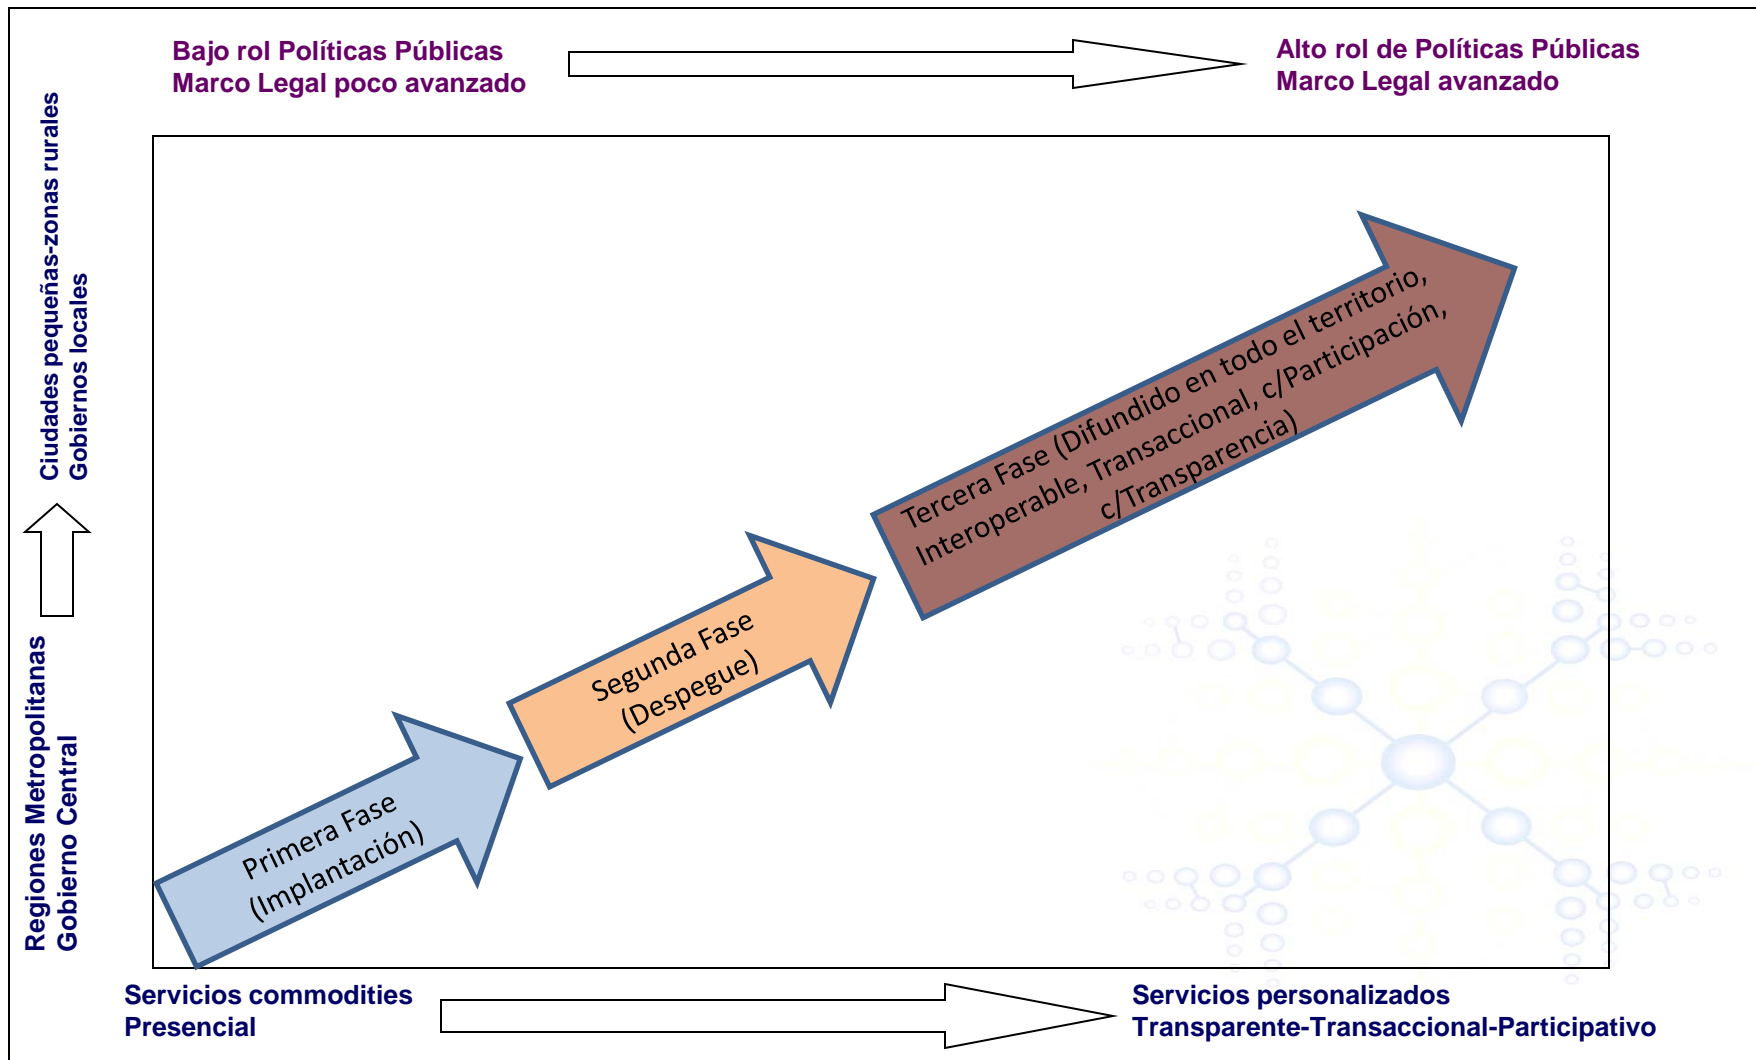 Bajo rol Políticas Públicas
Marco Legal poco avanzado
Alto rol de Políticas Públicas
Marco Legal avanzado
Ciudades pequeñas-zonas rurales
Gobiernos locales
Regiones Metropolitanas
Gobierno Central
Primera Fase
(Implantación)
Segunda Fase
(Despegue)
Tercera Fase (Difundido en todo el territorio,
Interoperable, Transaccional, c/Participación,
c/Transparencia)
Servicios commodities
Presencial
Servicios personalizados
Transparente-Transaccional-Participativo